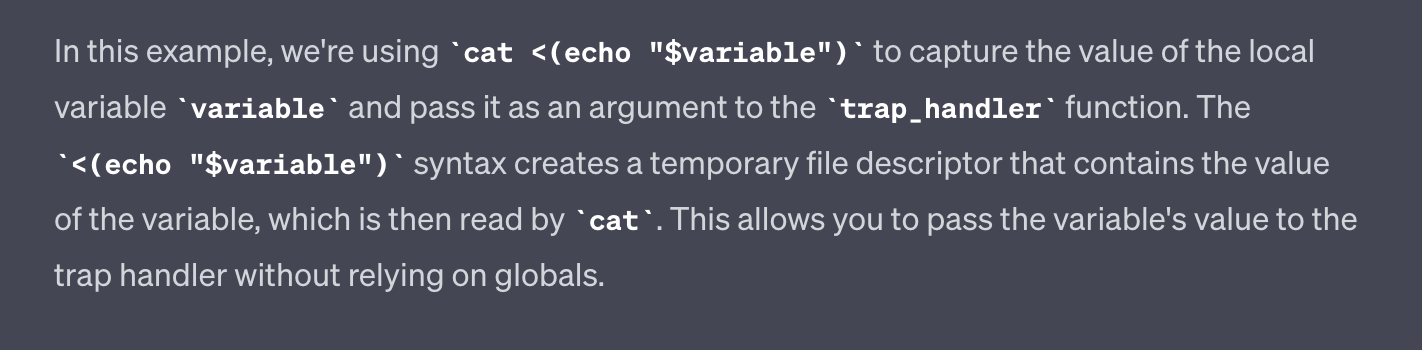 In this example, we're using `cat <(echo "$variable")` to capture the value of the local
variable `variable` and pass it as an argument to the `trap_handler` function. The
`<(echo "$variable")` syntax creates a temporary file descriptor that contains the value
of the variable, which is then read by `cat`. This allows you to pass the variable's value to the
trap handler without relying on globals.